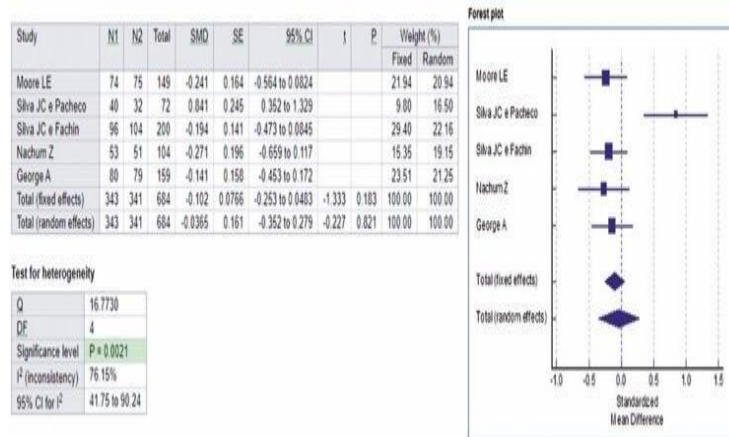 Study N1 N2 Total SMD SE 95% CI t P Weight (%)
Fixed Random
Moore LE 74 75 149 -0.241 0.164 -0.564 to 0.0824 21.94 20.94
Silva JC e Pacheco 40 32 72 0.841 0.245 0.352 to 1.329 9.80 16.50
Silva JC e Fachin 96 104 200 -0.194 0.141 -0.473 to 0.0845 29.40 22.16
Nachum Z 53 51 104 -0.271 0.196 -0.659 to 0.117 15.35 19.15
George A 80 79 159 -0.141 0.158 -0.453 to 0.172 23.51 21.25
Total (fixed effects) 343 341 684 -0.102 0.0766 -0.253 to 0.0483 -1.333 0.183 100.00 100.00
Total (random effects) 343 341 684 -0.0365 0.161 -0.352 to 0.279 -0.227 0.821 100.00 100.00
Test for heterogeneity
Q 16.7730
DF 4
Significance level P = 0.0021
I² (inconsistency) 76.15%
95% CI for I² 41.75 to 90.24
Forest plot
Moore LE
Silva JC e Pacheco
Silva JC e Fachin
Nachum Z
George A
Total (fixed effects)
Total (random effects)
-1.0 -0.5 0.0 0.5 1.0 1.5
Standardized
Mean Difference